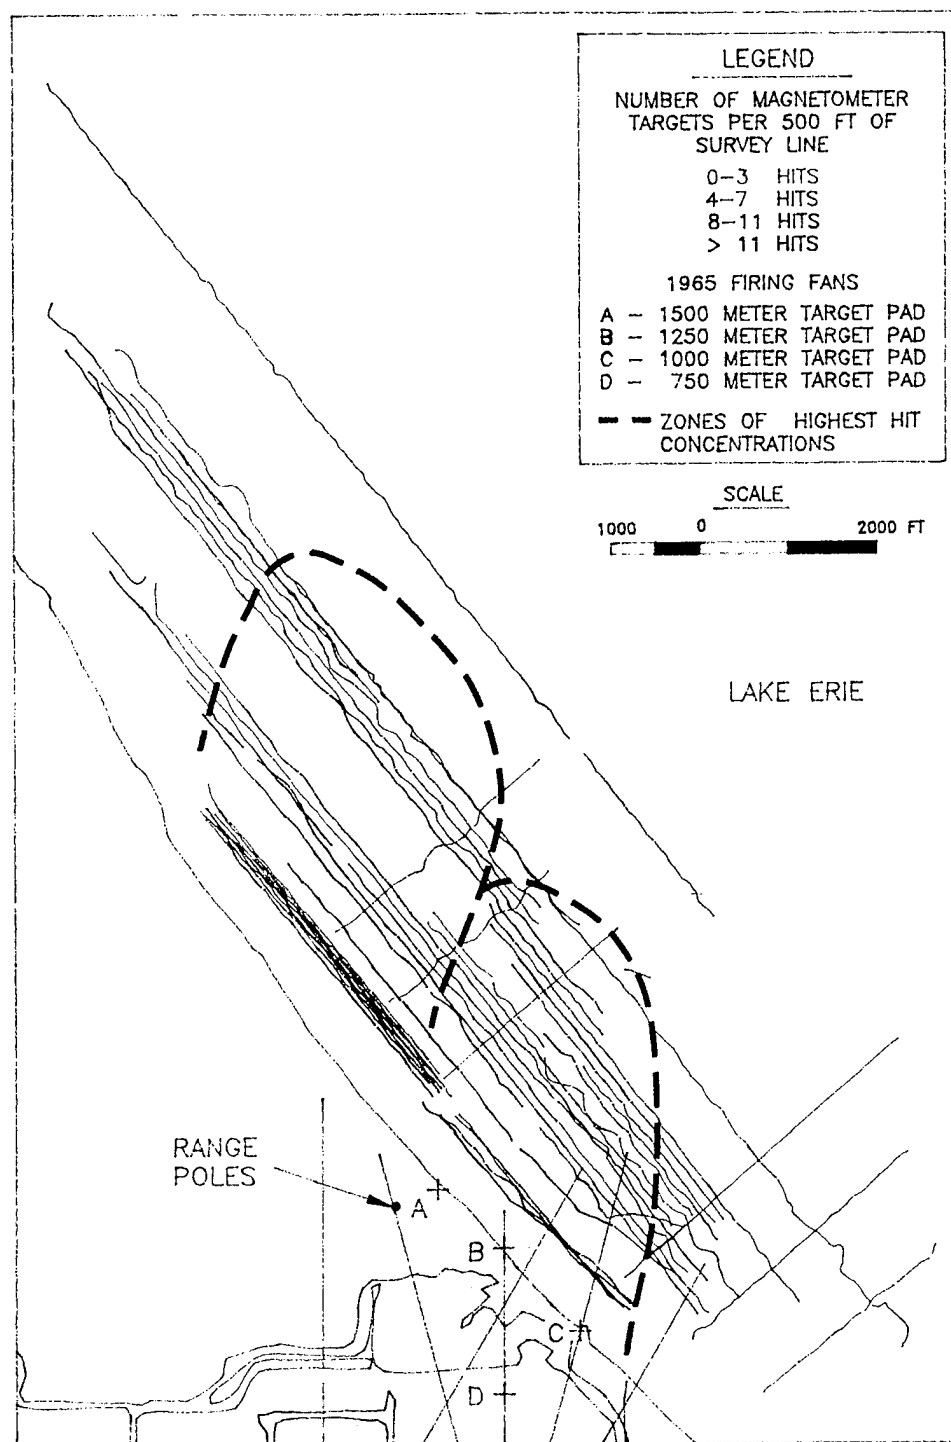 LEGEND
NUMBER OF MAGNETOMETER
TARGETS PER 500 FT OF
SURVEY LINE
0-3 HITS
4-7 HITS
8-11 HITS
> 11 HITS
1965 FIRING FANS
A - 1500 METER TARGET PAD
B - 1250 METER TARGET PAD
C - 1000 METER TARGET PAD
D - 750 METER TARGET PAD
ZONES OF HIGHEST HIT
CONCENTRATIONS
SCALE
1000 0 2000 FT
LAKE ERIE
RANGE
POLES
A
B
C
D